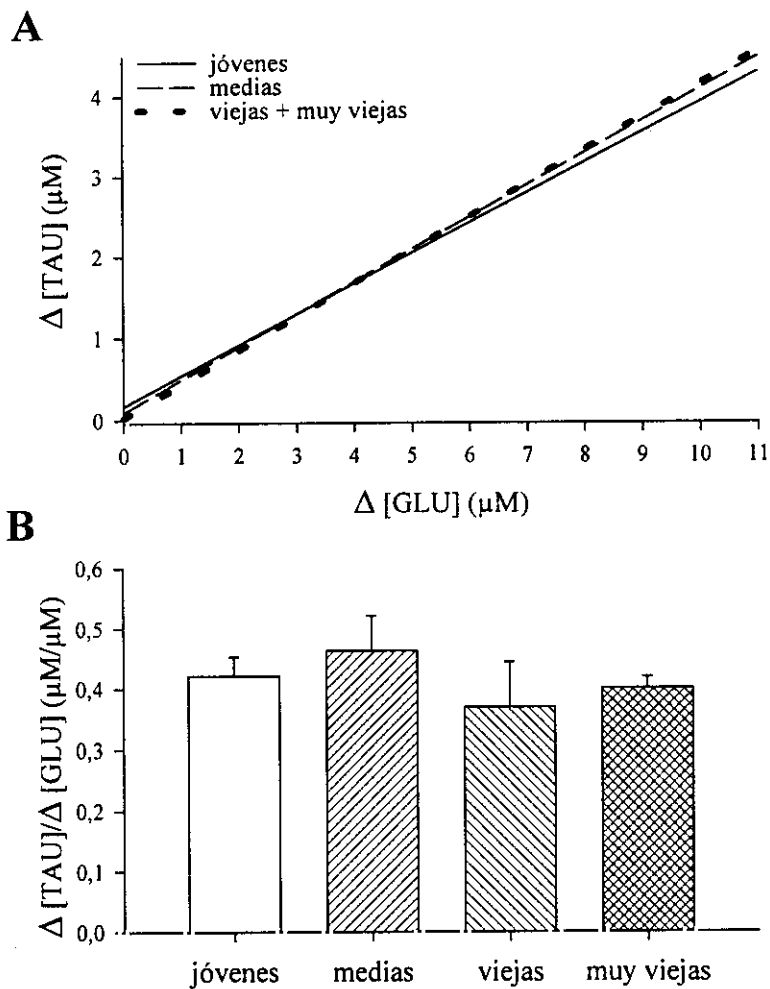 A
jóvenes
medias
viejas + muy viejas
Δ [TAU] (μM)
4
3
2
1
0
0 1 2 3 4 5 6 7 8 9 10 11
Δ [GLU] (μM)
B
Δ [TAU]/Δ [GLU] (μM/μM)
0,6
0,5
0,4
0,3
0,2
0,1
0,0
jóvenes medias viejas muy viejas